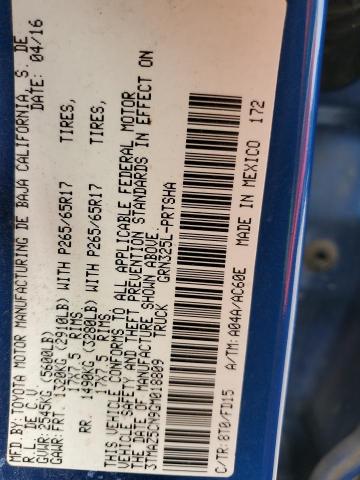 MFD.BY: TOYOTA MOTOR MANUFACTURING DE BAJA CALIFORNIA, S. DE
R. DE C.V. DATE: 04/16
GVWR: 2545KG (5600LB)
GAWR: FRT. 1320KG (2910LB) WITH P265/65R17 TIRES,
17X7.5 RIMS.
RR. 1490KG (3280LB) WITH P265/65R17 TIRES,
17X7.5 RIMS.
THIS VEHICLE CONFORMS TO ALL APPLICABLE FEDERAL MOTOR
VEHICLE SAFETY AND THEFT PREVENTION STANDARDS IN EFFECT ON
THE DATE OF MANUFACTURE SHOWN ABOVE.
TRUCK GRN325L-PRTSHA
C/TR: 8T0/FD15
A/TM: A04A/AC60E
MADE IN MEXICO 172